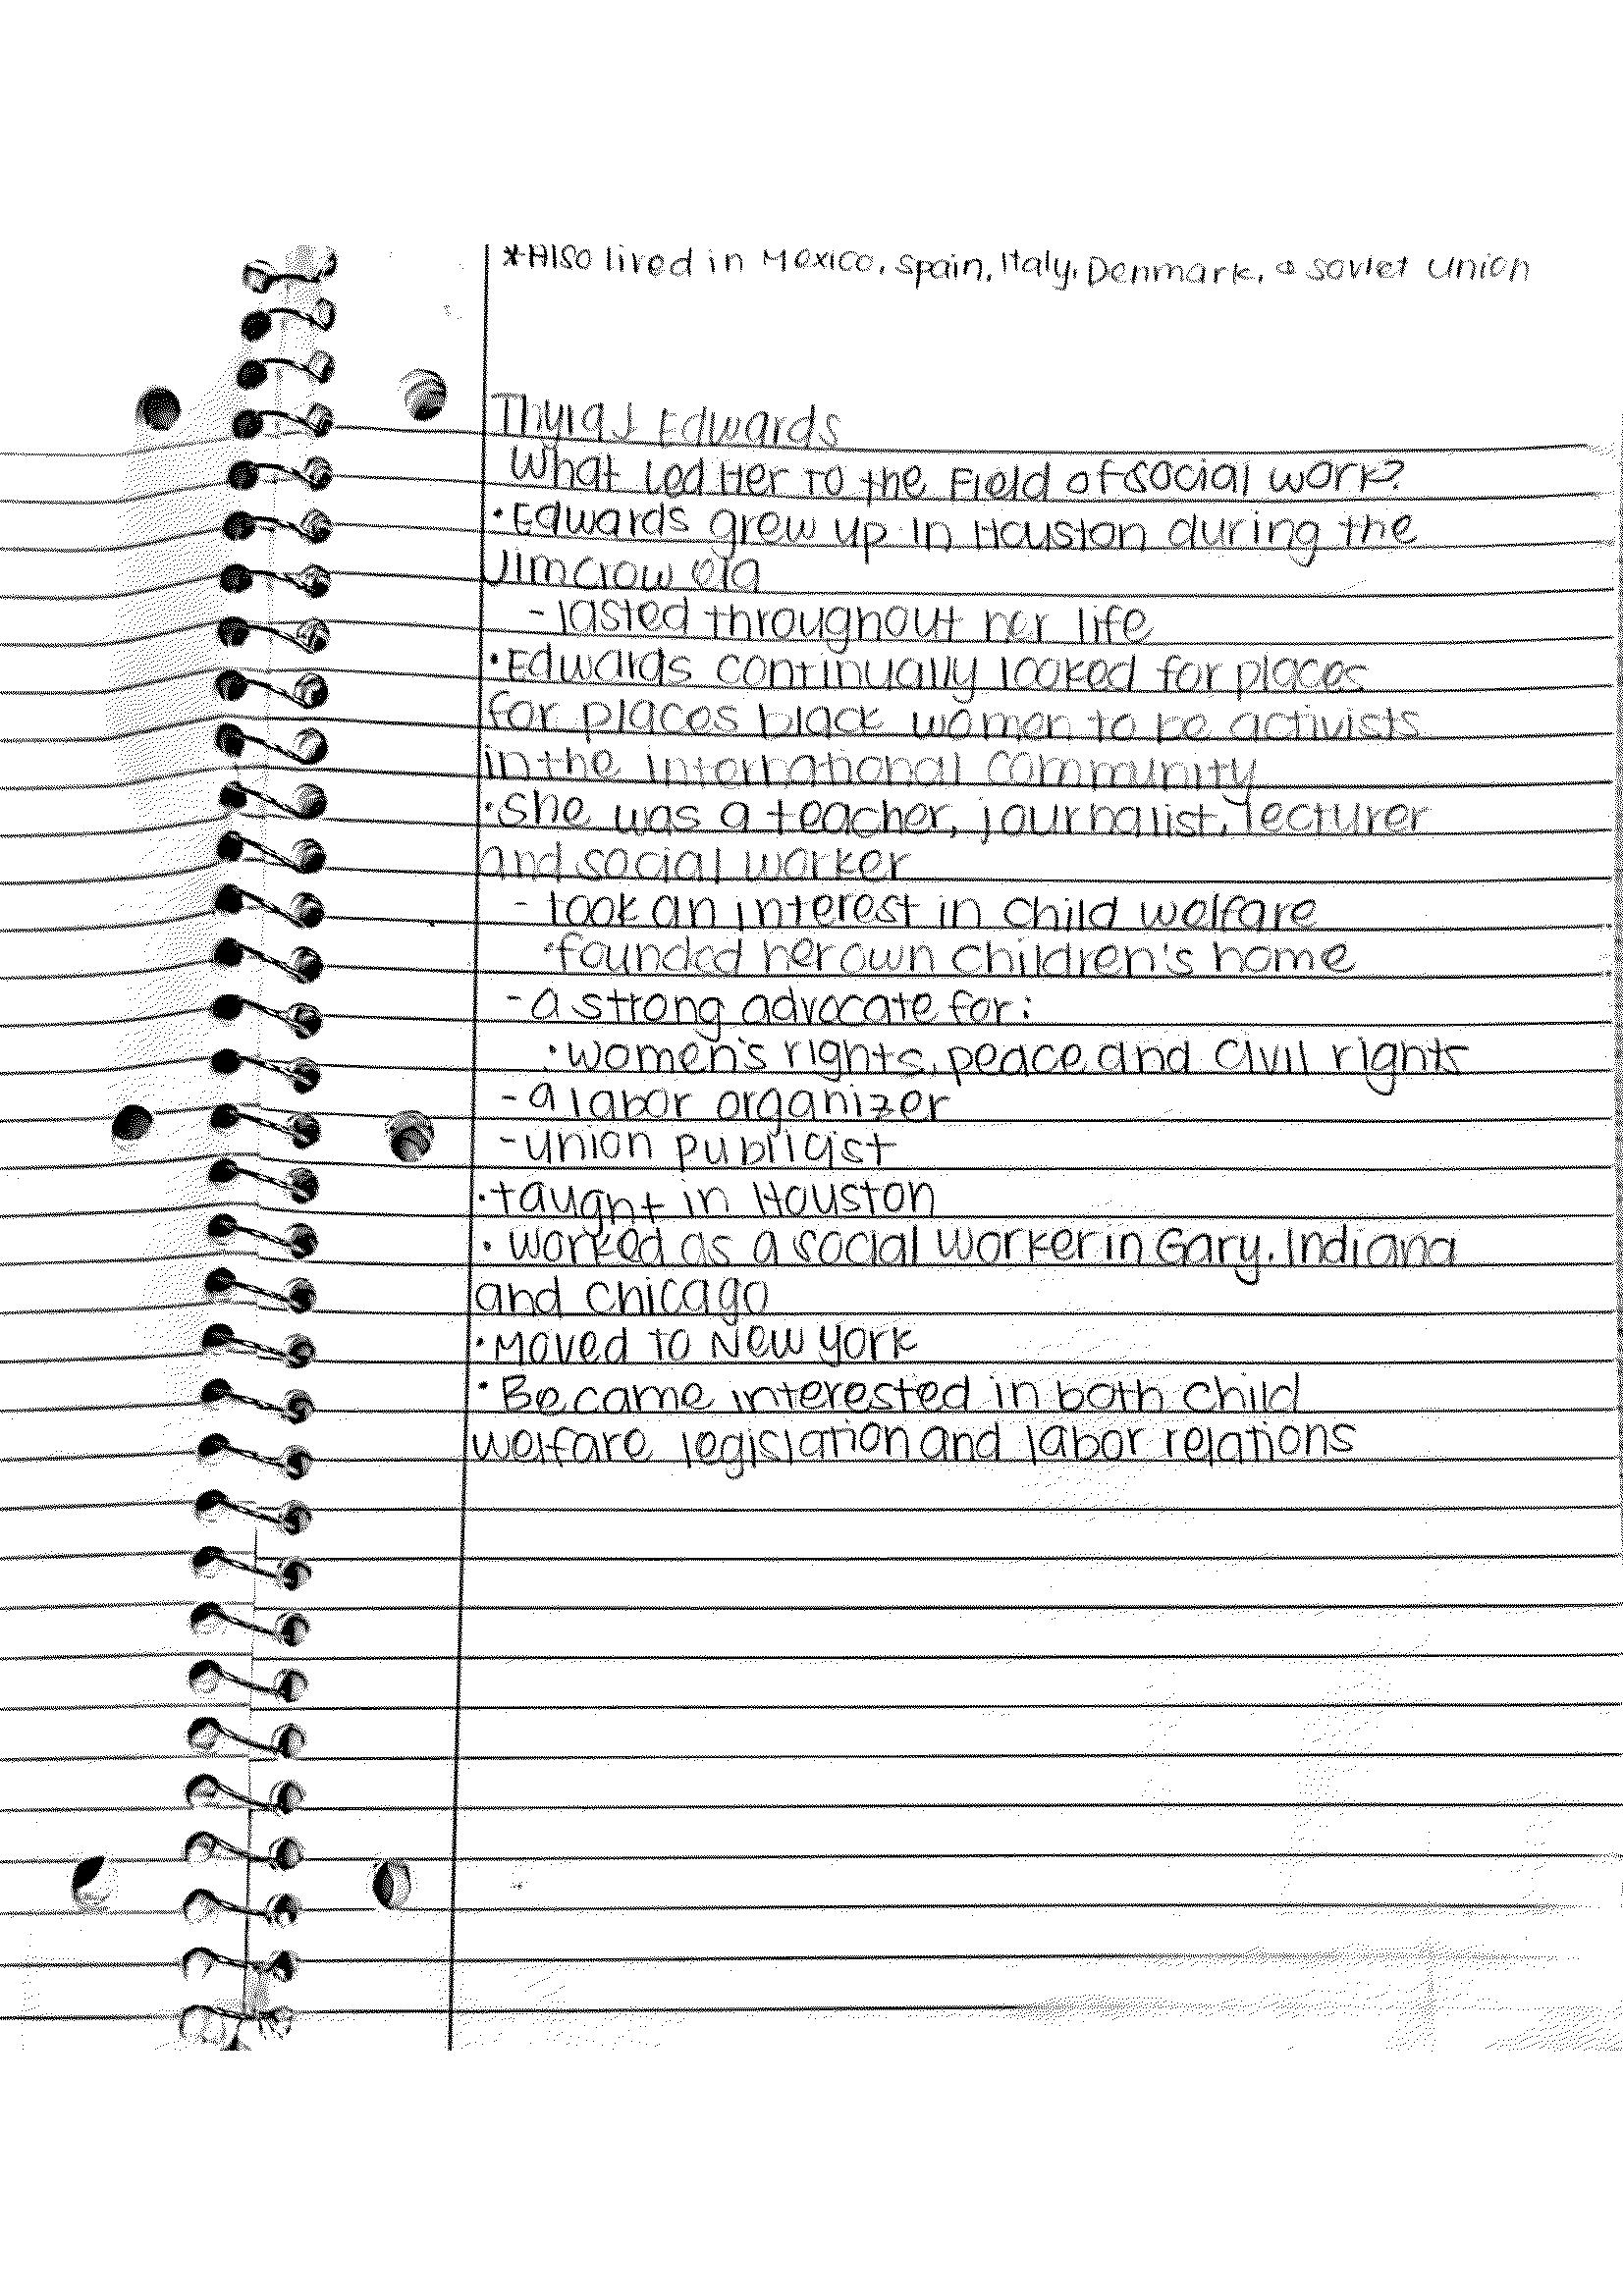 *Also lived in Mexico, Spain, Italy, Denmark, & Soviet Union
Thyra J Edwards
What Led Her To the Field of social work?
• Edwards grew up in Houston during the
Jim Crow era
- lasted throughout her life
• Edwards continually looked for places
for places black women to be activists
in the international community
• she was a teacher, journalist, lecturer
and social worker
- took an interest in child welfare
• founded her own children's home
- a strong advocate for:
• women's rights, peace and civil rights
- a labor organizer
- union publicist
• taught in Houston
• worked as a social worker in Gary, Indiana
and Chicago
• Moved to New York
• Became interested in both child
welfare legislation and labor relations